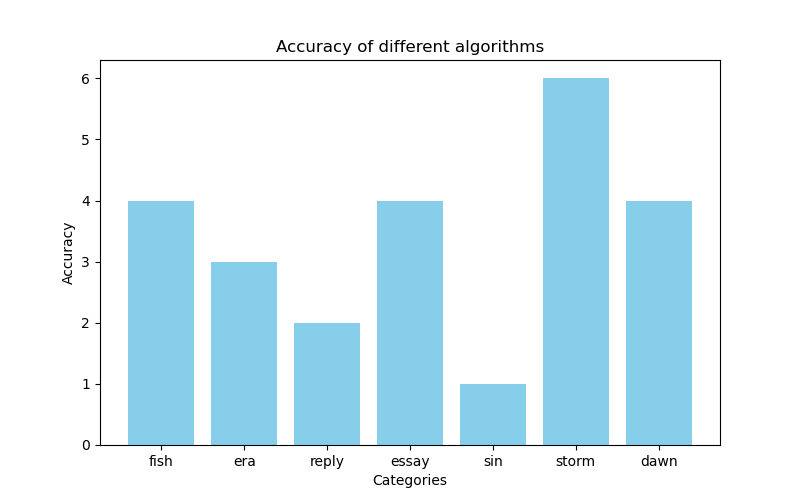 Accuracy of different algorithms
6
5
4
3
2
1
0
Accuracy
fish era reply essay sin storm dawn
Categories